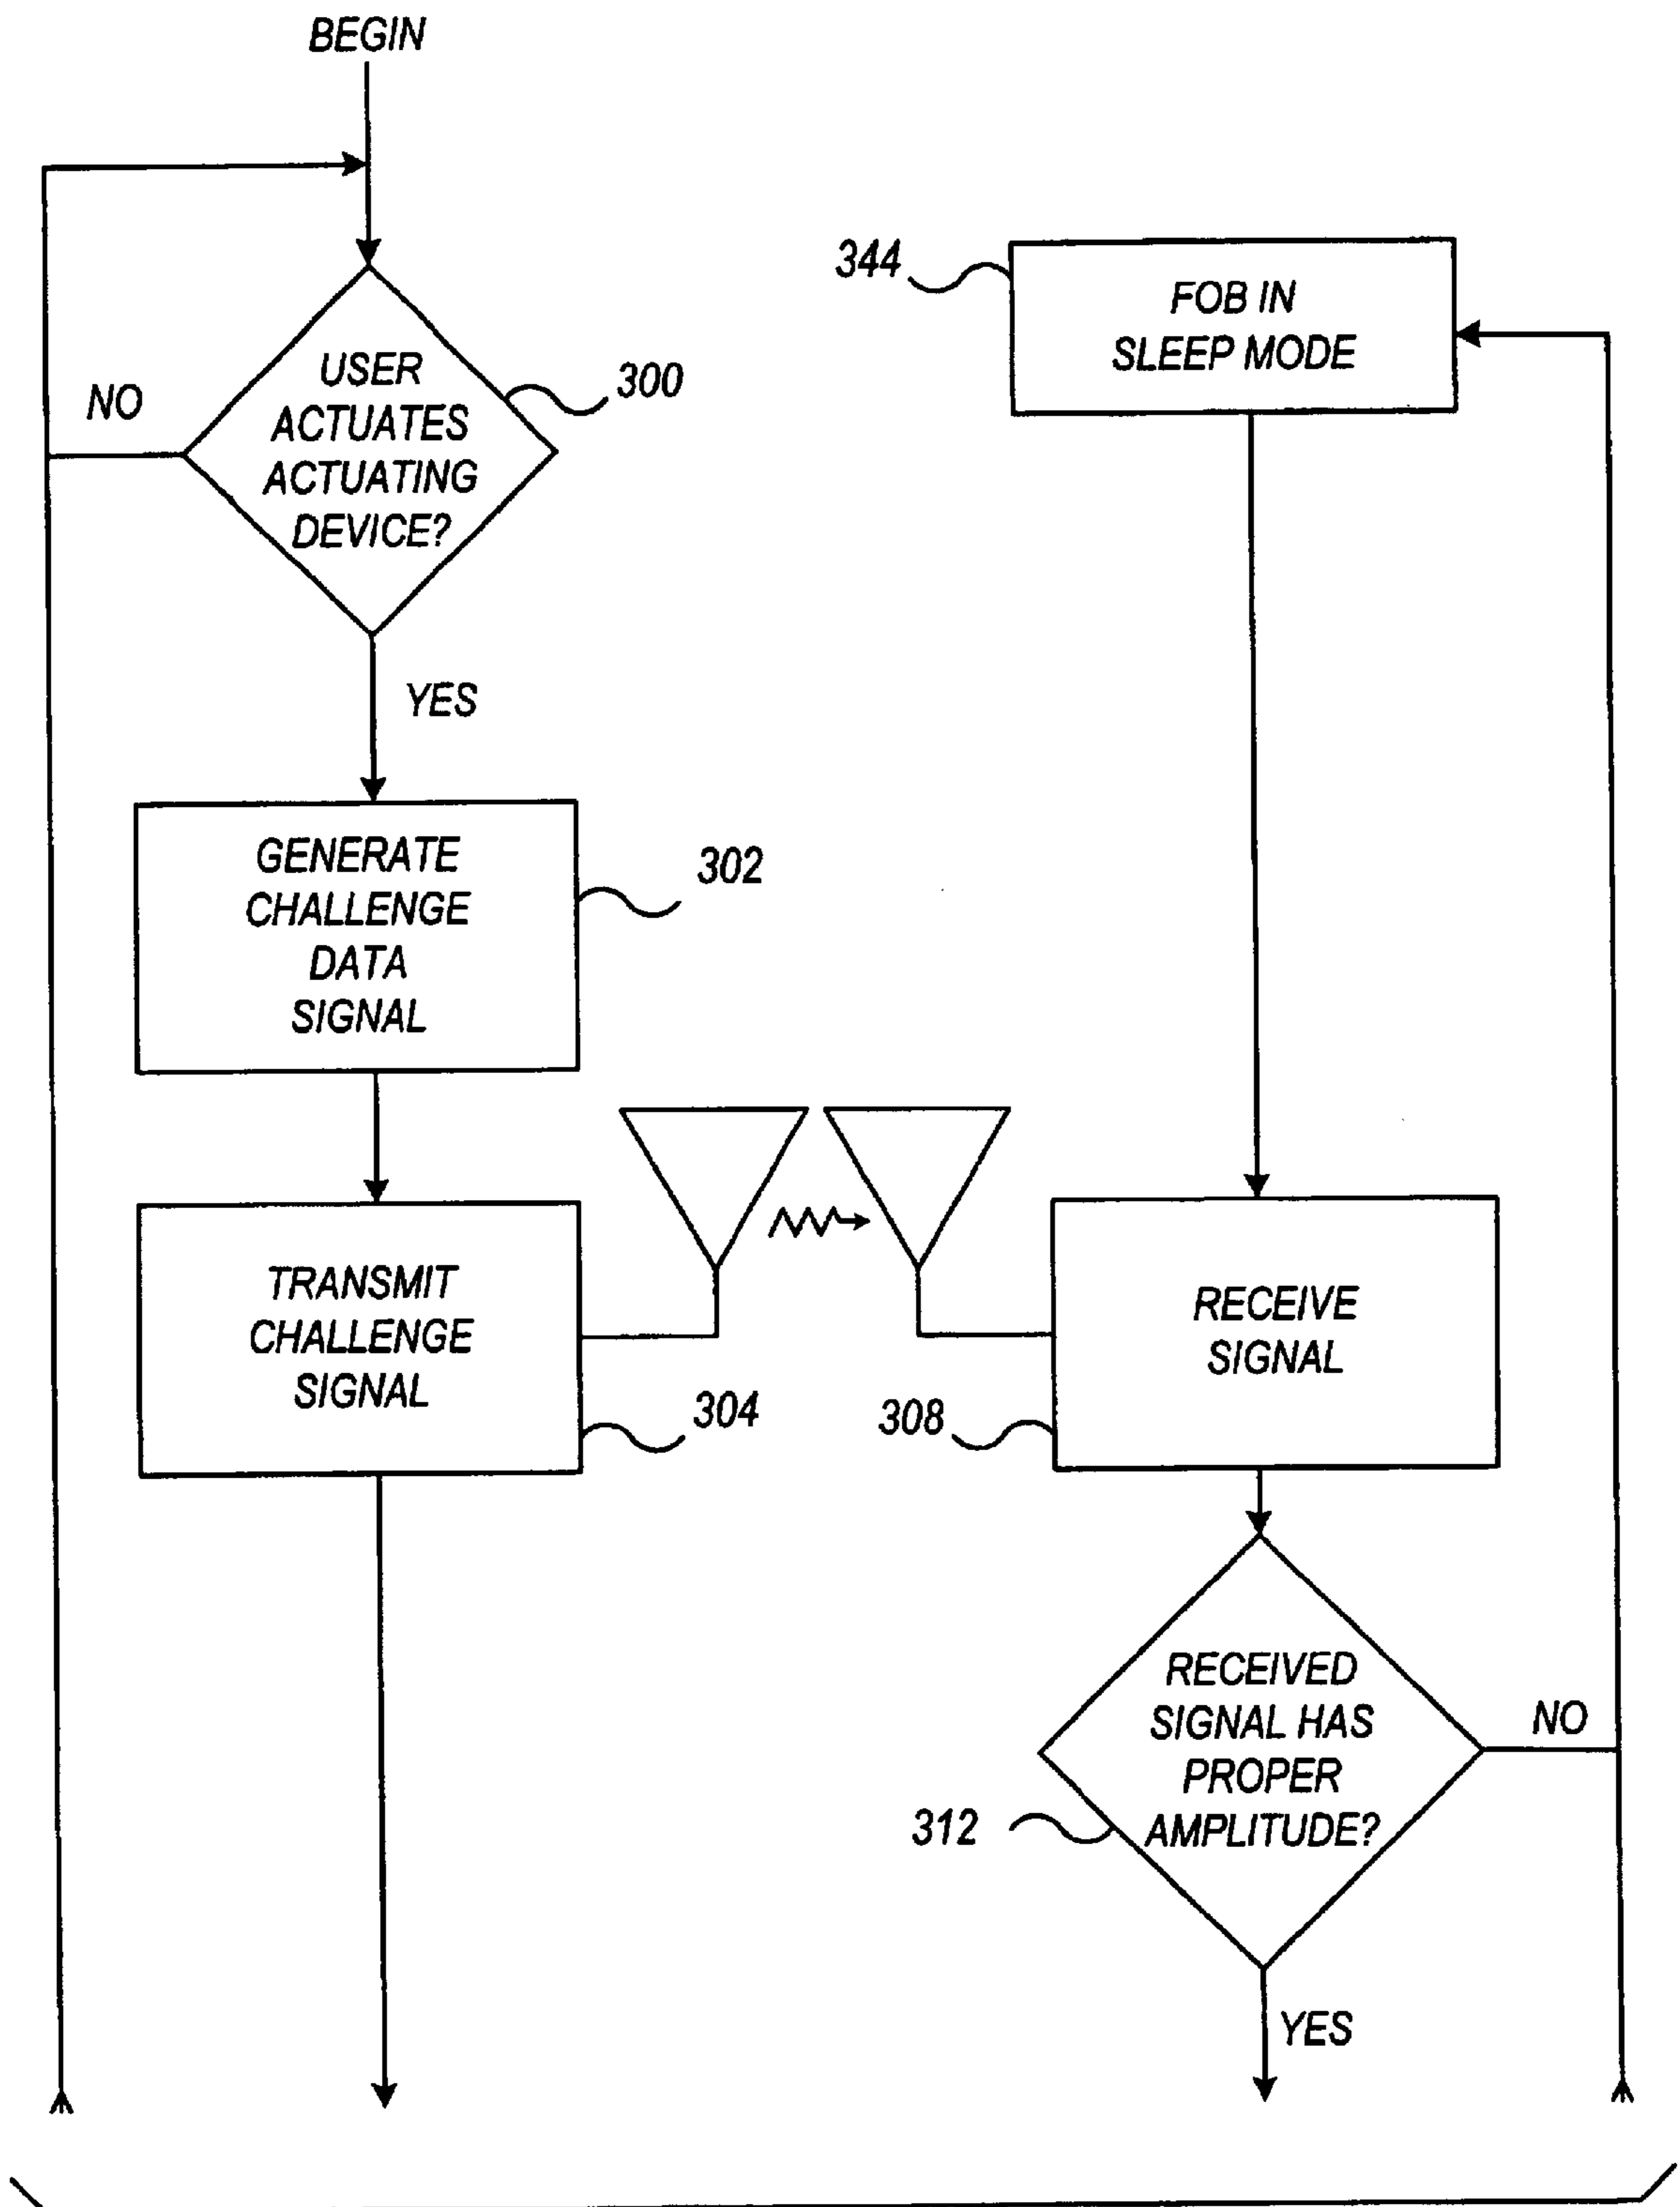 BEGIN
NO
USER
ACTUATES
ACTUATING
DEVICE?
300
YES
GENERATE
CHALLENGE
DATA
SIGNAL
302
TRANSMIT
CHALLENGE
SIGNAL
304
344
FOB IN
SLEEP MODE
RECEIVE
SIGNAL
308
RECEIVED
SIGNAL HAS
PROPER
AMPLITUDE?
312
NO
YES